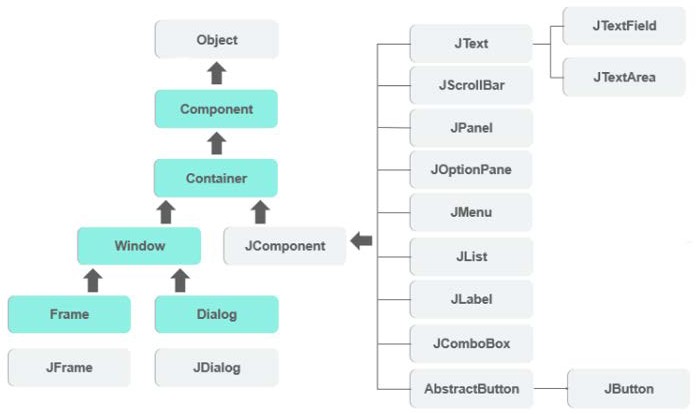 Object
Component
Container
Window
JComponent
Frame
Dialog
JFrame
JDialog
JText
JTextField
JTextArea
JScrollBar
JPanel
JOptionPane
JMenu
JList
JLabel
JComboBox
AbstractButton
JButton